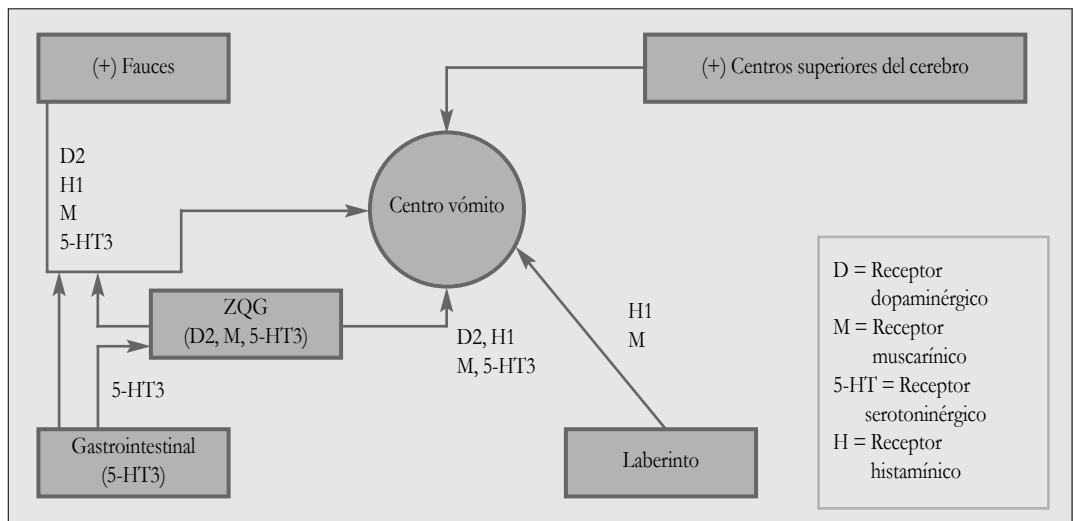 (+) Fauces
(+) Centros superiores del cerebro
D2
H1
M
5-HT3
Centro vómito
ZQG
(D2, M, 5-HT3)
D2, H1
M, 5-HT3
H1
M
5-HT3
Gastrointestinal
(5-HT3)
Laberinto
D = Receptor
dopaminérgico
M = Receptor
muscarínico
5-HT = Receptor
serotoninérgico
H = Receptor
histamínico